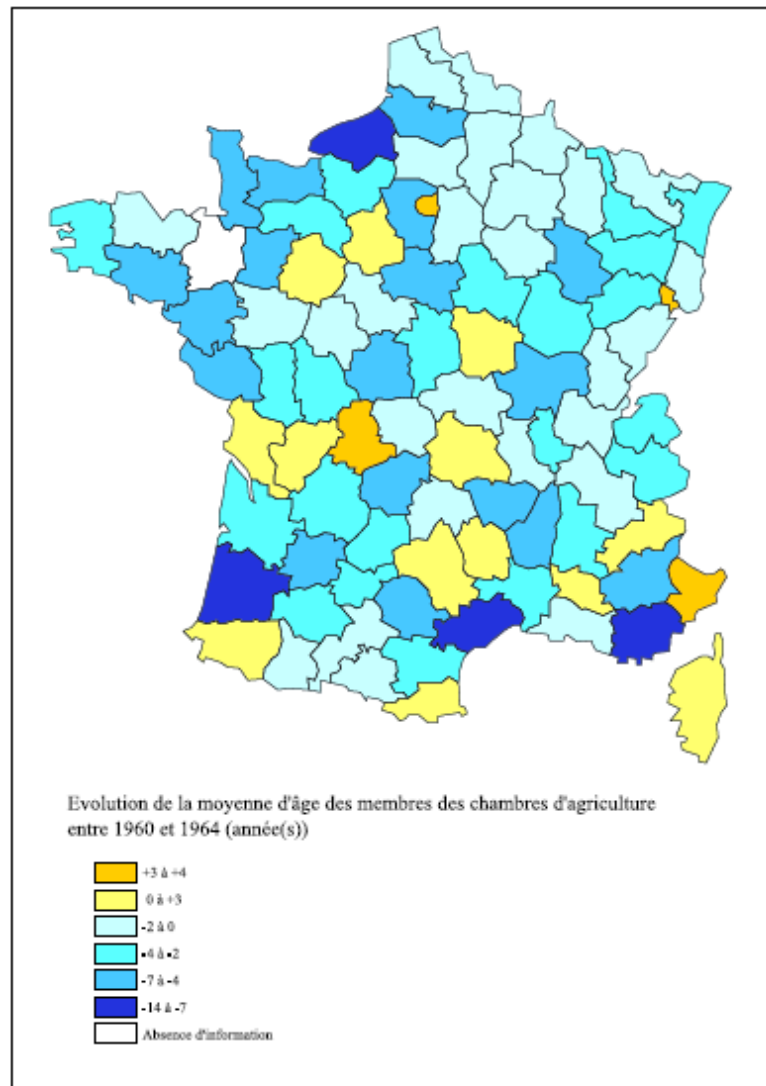 Evolution de la moyenne d'âge des membres des chambres d'agriculture
entre 1960 et 1964 (année(s))
+3 à +4
0 à +3
-2 à 0
-4 à -2
-7 à -4
-14 à -7
Absence d'information